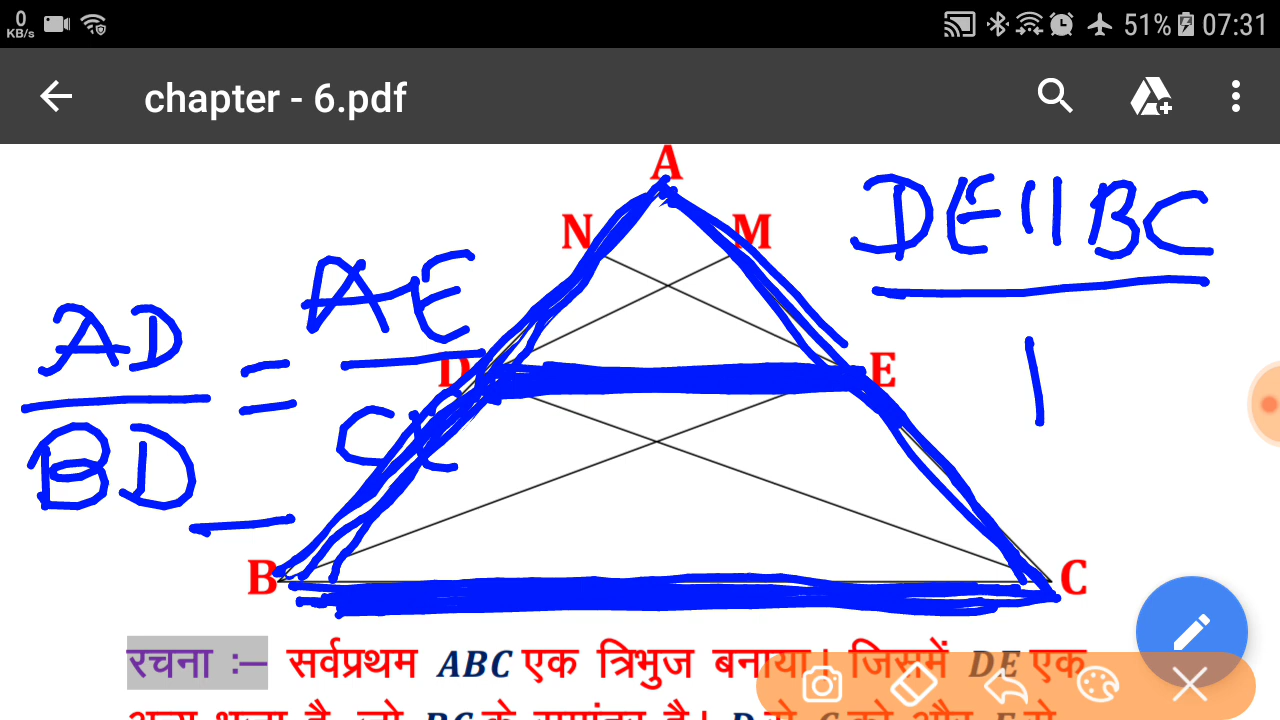 0 KB/s 51% 07:31
chapter - 6.pdf
A
N M
DE || BC
AD/BD = AE/CE
D E
B C
रचना :– सर्वप्रथम ABC एक त्रिभुज बनाया। जिसमें DE एक